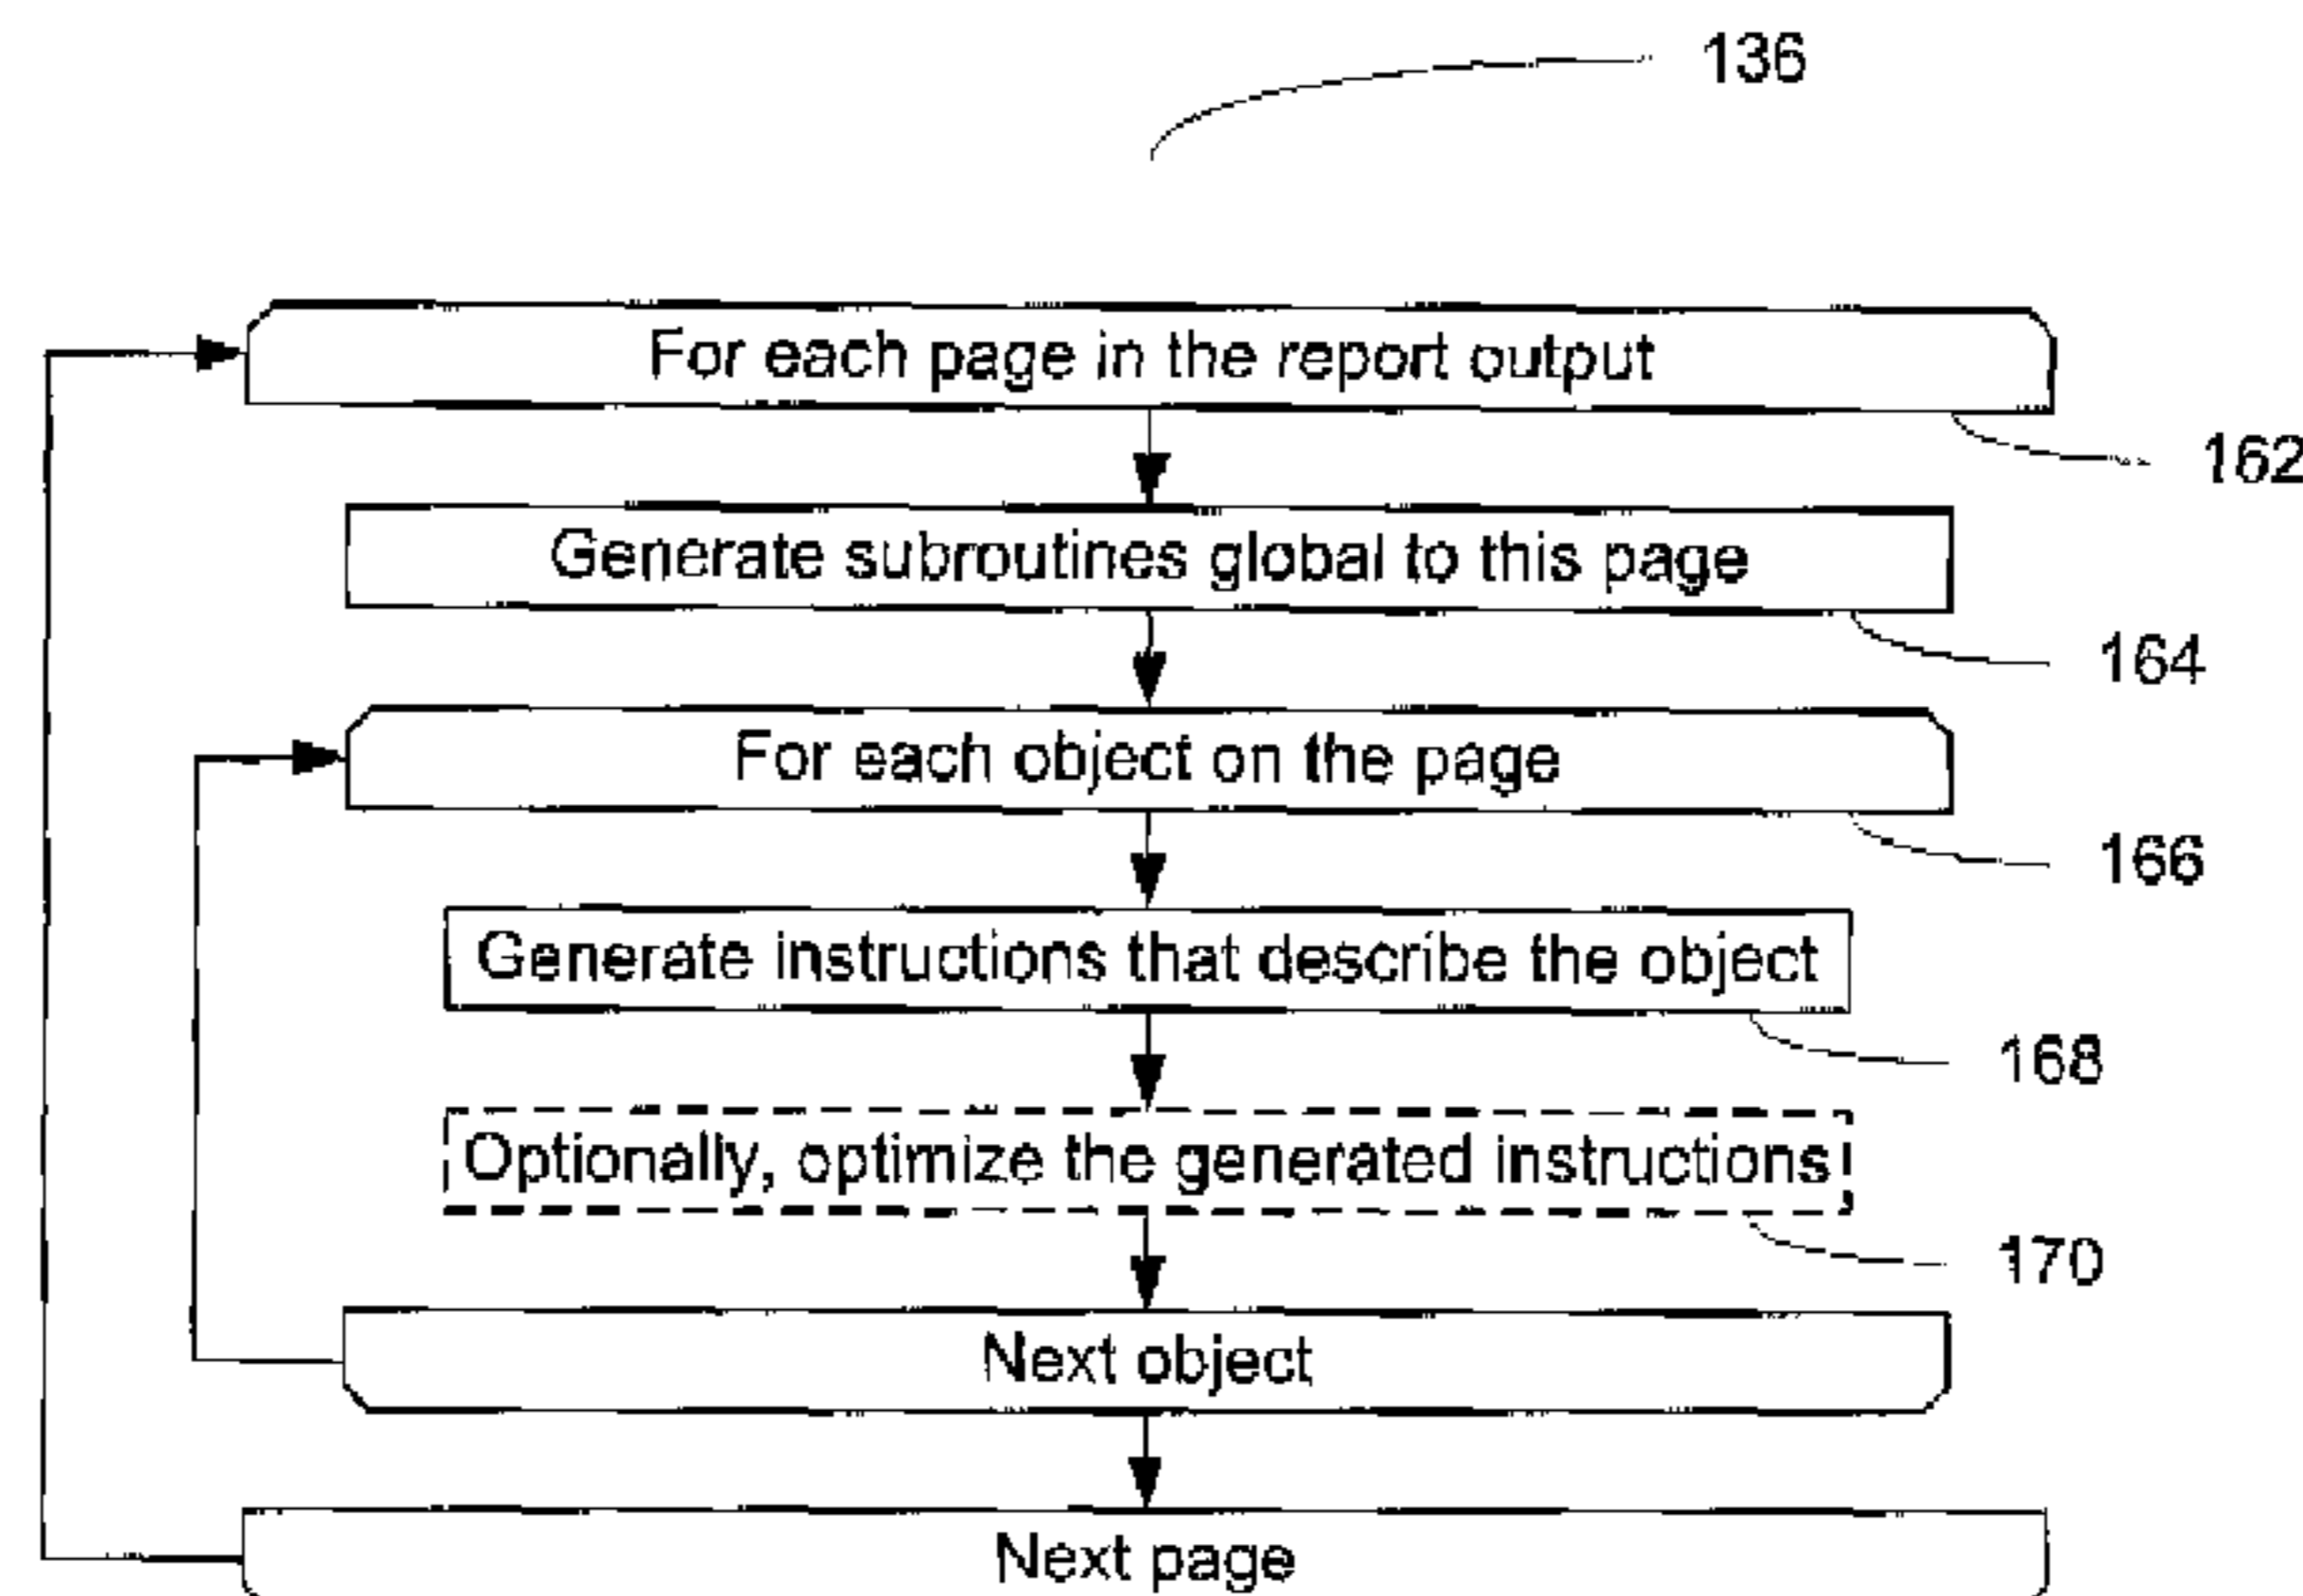 136
For each page in the report output
162
Generate subroutines global to this page
164
For each object on the page
166
Generate instructions that describe the object
168
Optionally, optimize the generated instructions
170
Next object
Next page